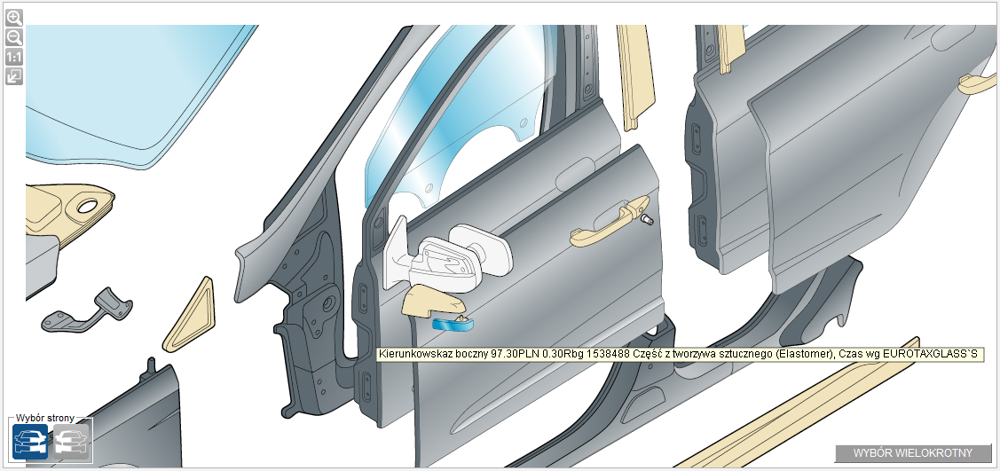 1:1
Kierunkowskaz boczny 97.30PLN 0.30Rbg 1538488 Część z tworzywa sztucznego (Elastomer), Czas wg EUROTAXGLASS`S
Wybór strony
WYBÓR WIELOKROTNY